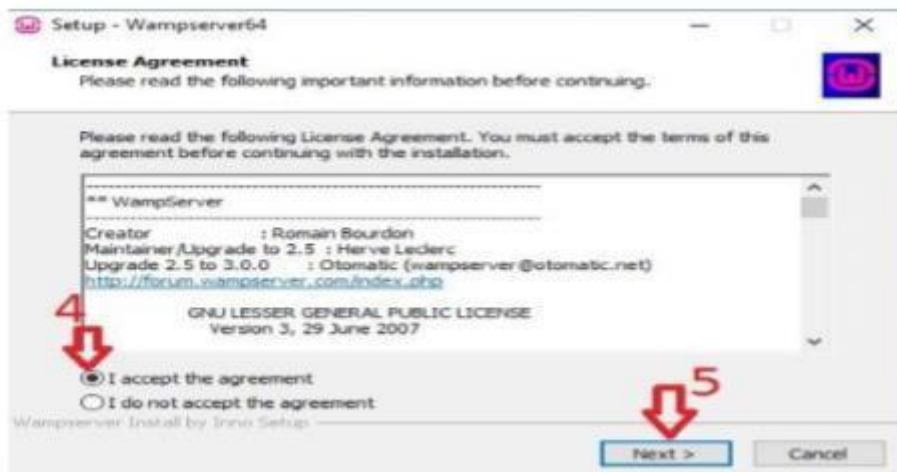 Setup - Wampserver64
License Agreement
Please read the following important information before continuing.
Please read the following License Agreement. You must accept the terms of this
agreement before continuing with the installation.
------------------------------------------------------------
** WampServer
------------------------------------------------------------
Creator : Romain Bourdon
Maintainer/Upgrade to 2.5 : Herve Leclerc
Upgrade 2.5 to 3.0.0 : Otomatic (wampserver@otomatic.net)
http://forum.wampserver.com/index.php
GNU LESSER GENERAL PUBLIC LICENSE
Version 3, 29 June 2007
4
I accept the agreement
I do not accept the agreement
5
Wampserver Install by Inno Setup
Next >
Cancel